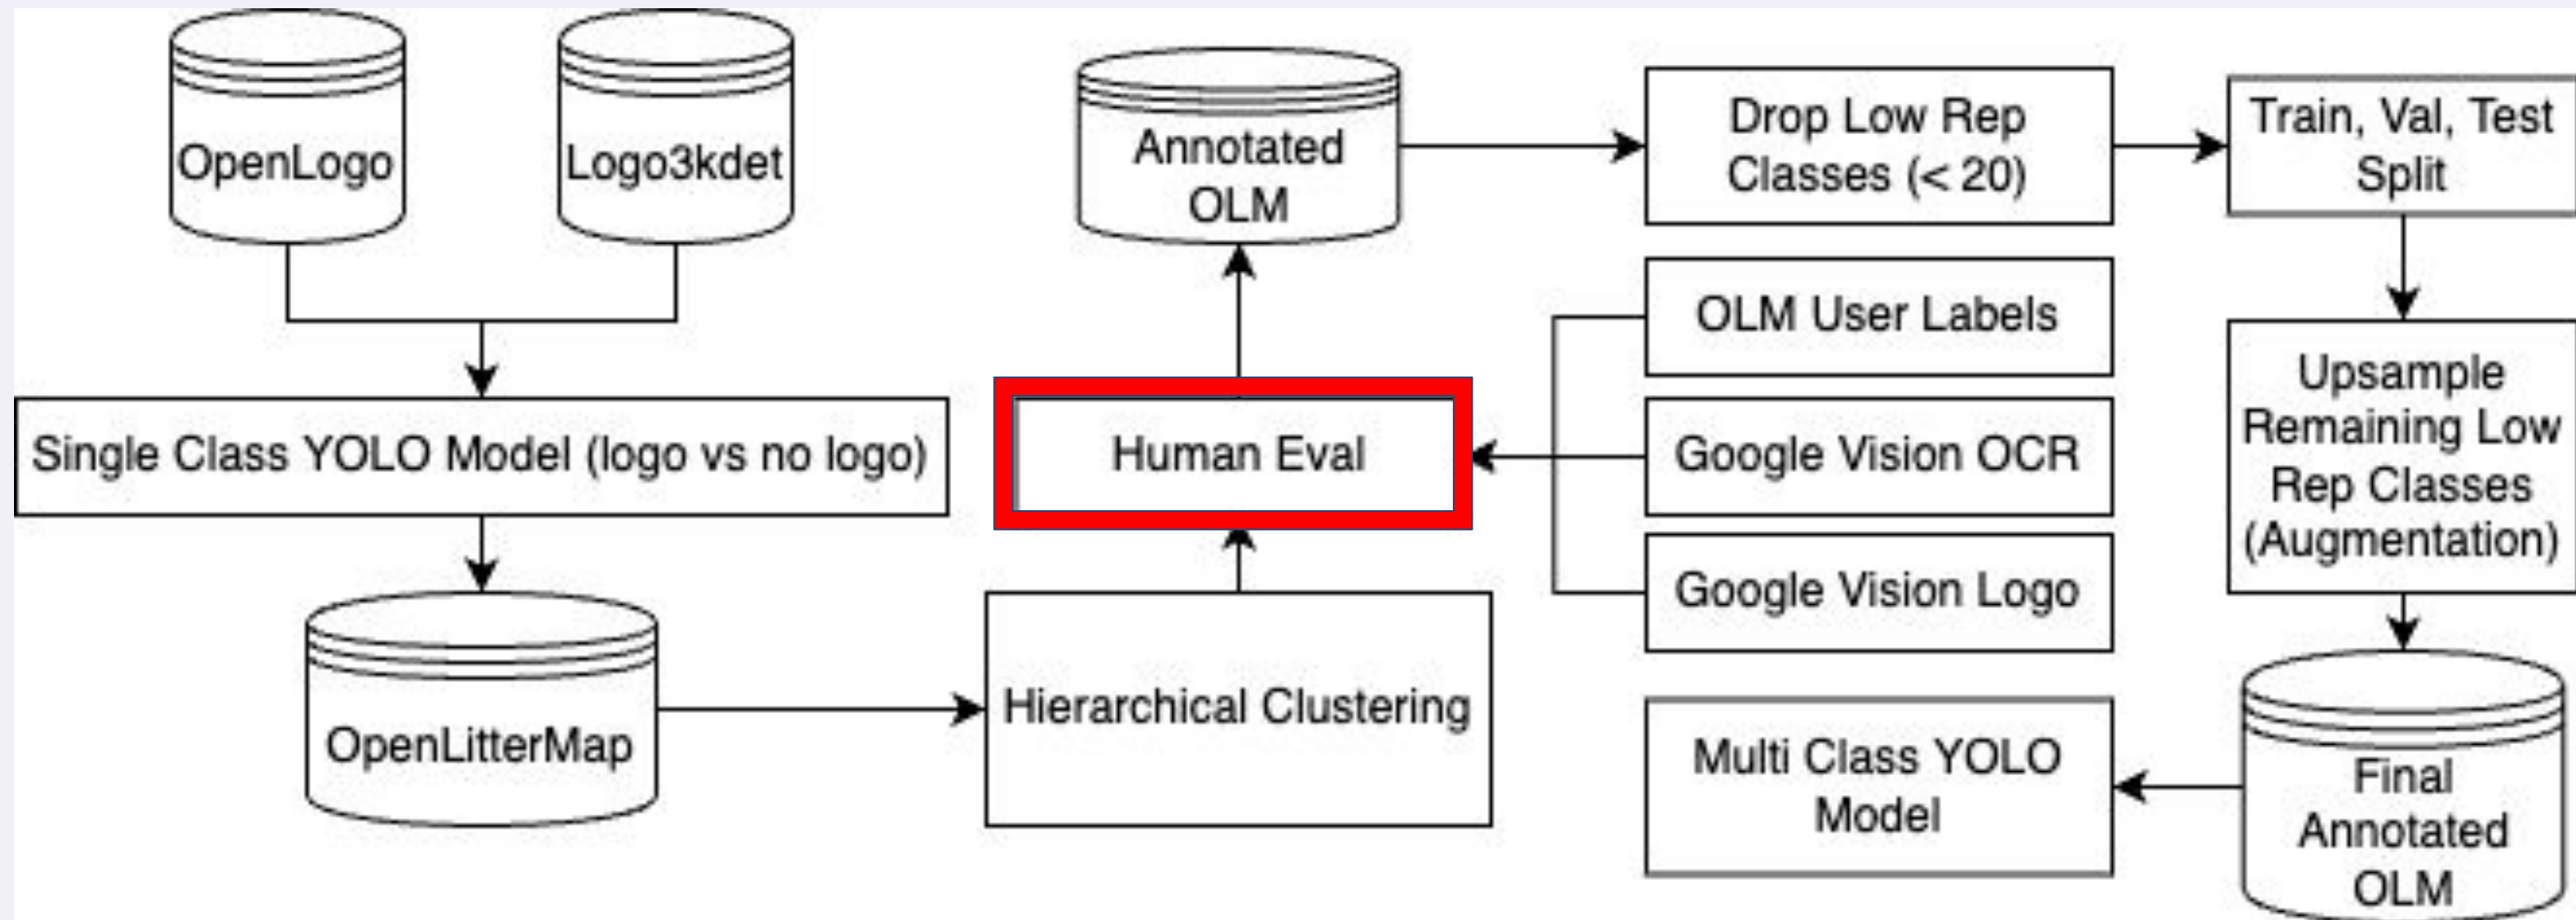 OpenLogo
Logo3kdet
Single Class YOLO Model (logo vs no logo)
OpenLitterMap
Hierarchical Clustering
Human Eval
Annotated
OLM
OLM User Labels
Google Vision OCR
Google Vision Logo
Drop Low Rep
Classes (< 20)
Train, Val, Test
Split
Upsample
Remaining Low
Rep Classes
(Augmentation)
Final
Annotated
OLM
Multi Class YOLO
Model